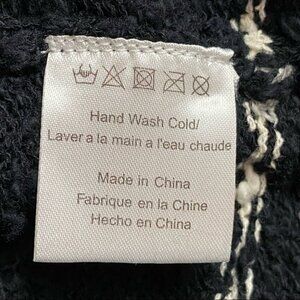 Hand Wash Cold/
Laver a la main a l'eau chaude
Made in China
Fabrique en la Chine
Hecho en China